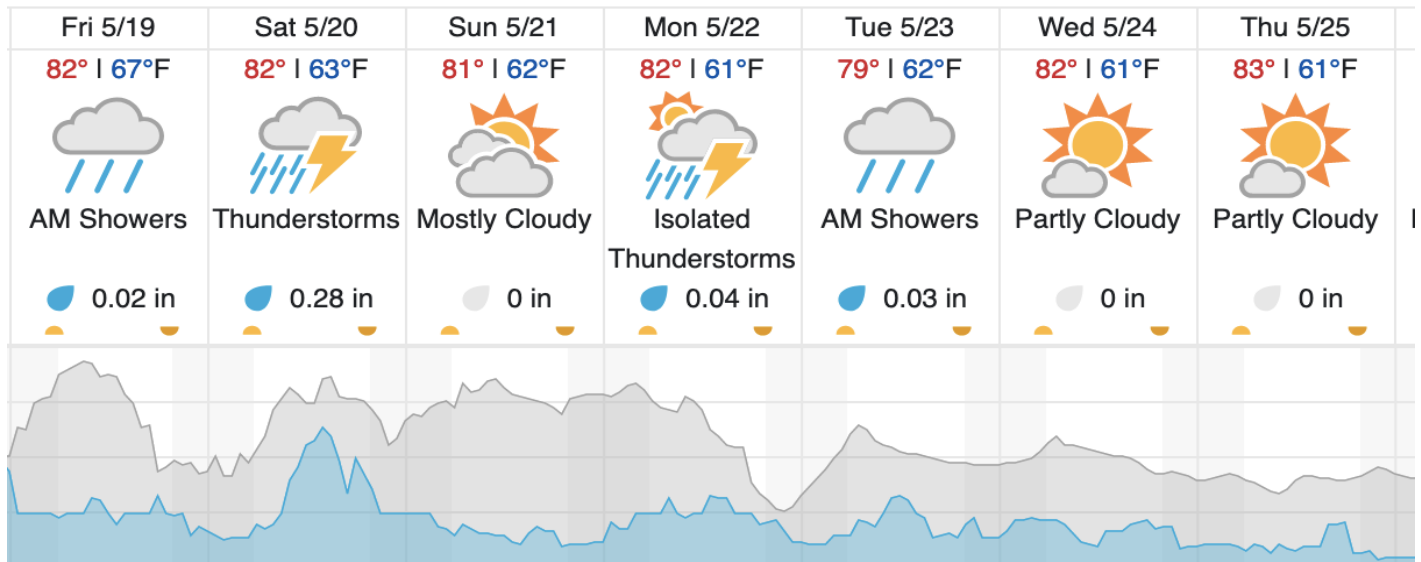 Fri 5/19 Sat 5/20 Sun 5/21 Mon 5/22 Tue 5/23 Wed 5/24 Thu 5/25
82° | 67°F 82° | 63°F 81° | 62°F 82° | 61°F 79° | 62°F 82° | 61°F 83° | 61°F
AM Showers Thunderstorms Mostly Cloudy Isolated AM Showers Partly Cloudy Partly Cloudy
Thunderstorms
0.02 in 0.28 in 0 in 0.04 in 0.03 in 0 in 0 in